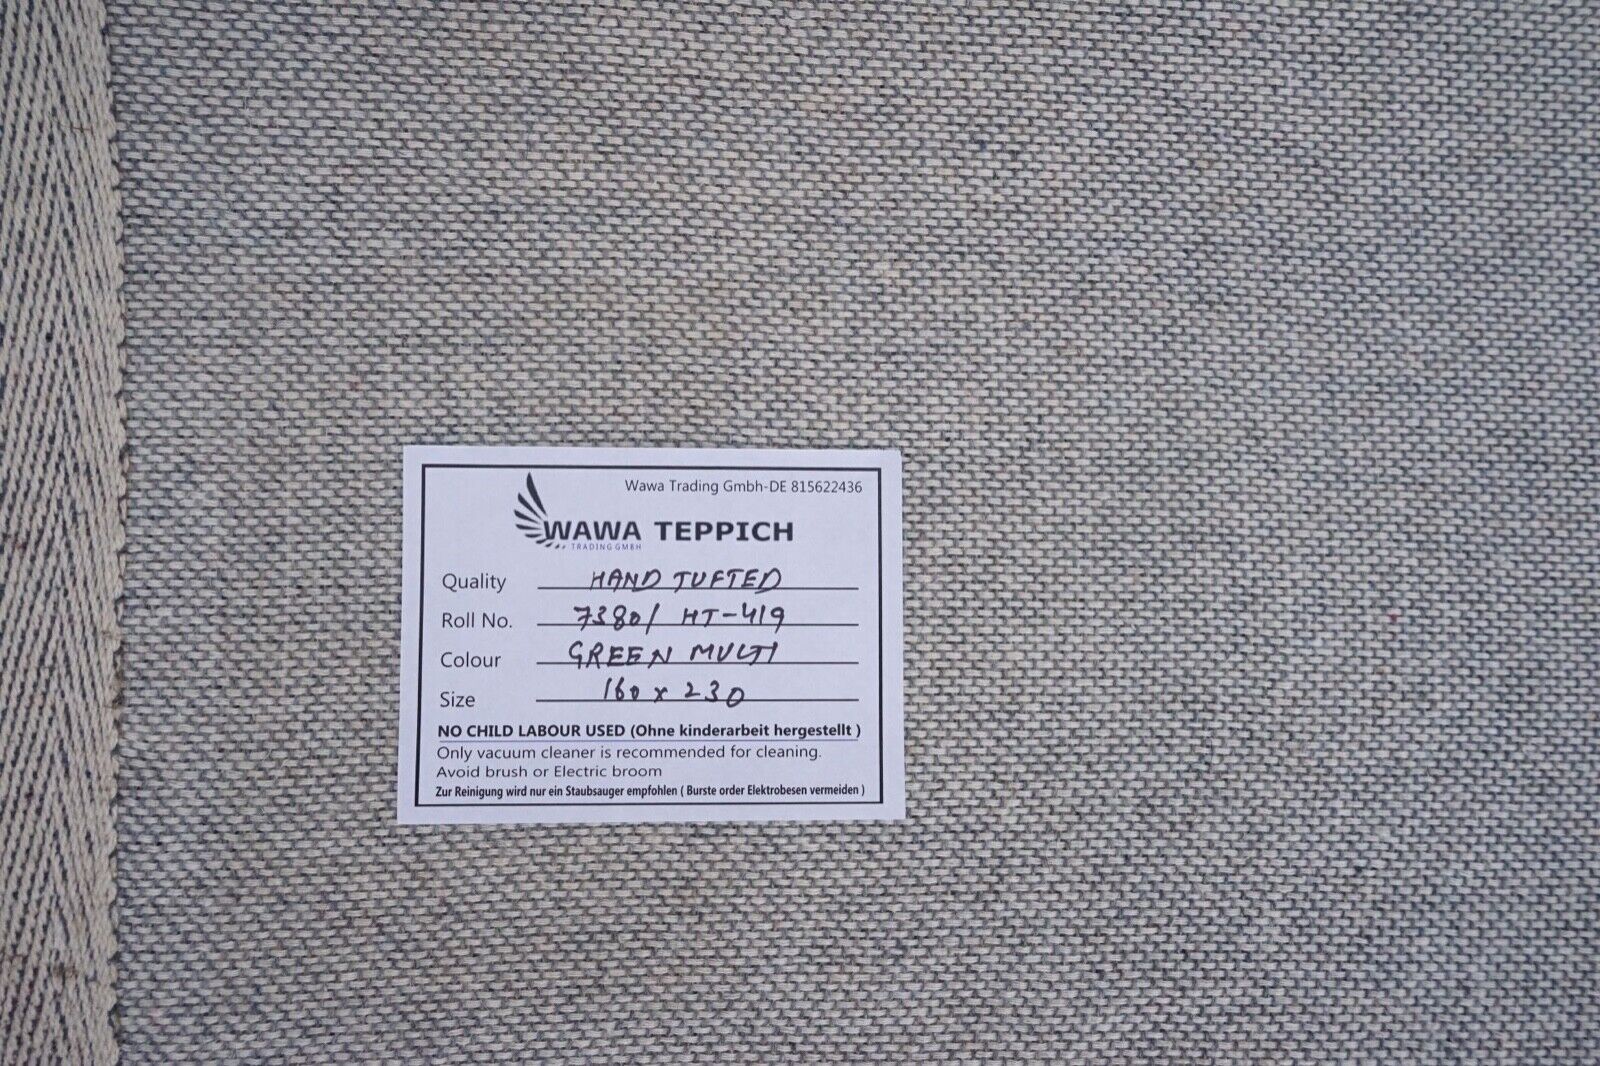 Wawa Trading Gmbh-DE 815622436
WAWA TEPPICH
TRADING GMBH
Quality HAND TUFTED
Roll No. 7380/ HT-419
Colour GREEN MULTI
Size 160 x 230
NO CHILD LABOUR USED (Ohne kinderarbeit hergestellt )
Only vacuum cleaner is recommended for cleaning.
Avoid brush or Electric broom
Zur Reinigung wird nur ein Staubsauger empfohlen ( Burste order Elektrobesen vermeiden )